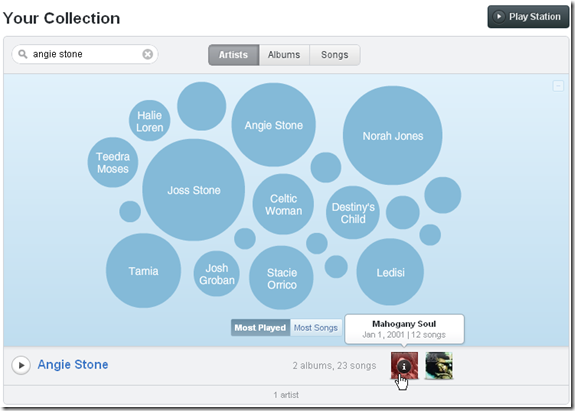 Your Collection
Play Station
angie stone
Artists
Albums
Songs
Halie
Loren
Angie Stone
Norah Jones
Teedra
Moses
Joss Stone
Celtic
Woman
Destiny's
Child
Tamia
Josh
Groban
Stacie
Orrico
Ledisi
Most Played
Most Songs
Mahogany Soul
Jan 1, 2001 | 12 songs
Angie Stone
2 albums, 23 songs
1 artist